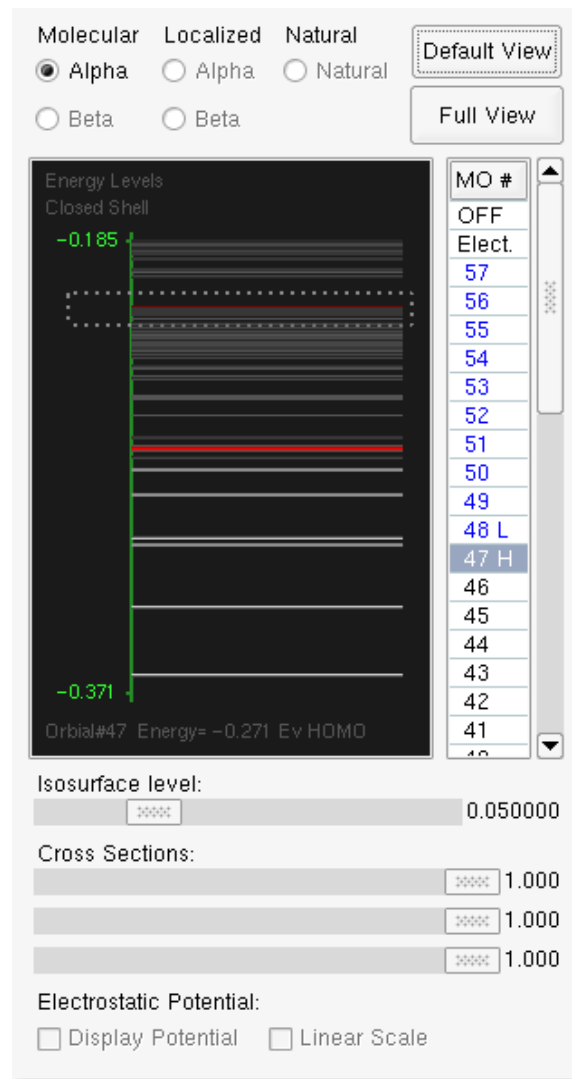 Molecular Localized Natural
Default View
Alpha Alpha Natural
Beta Beta
Full View
Energy Levels
Closed Shell
-0.185
-0.371
Orbial#47 Energy= -0.271 Ev HOMO
MO #
OFF
Elect.
57
56
55
54
53
52
51
50
49
48 L
47 H
46
45
44
43
42
41
Isosurface level:
0.050000
Cross Sections:
1.000
1.000
1.000
Electrostatic Potential:
Display Potential Linear Scale